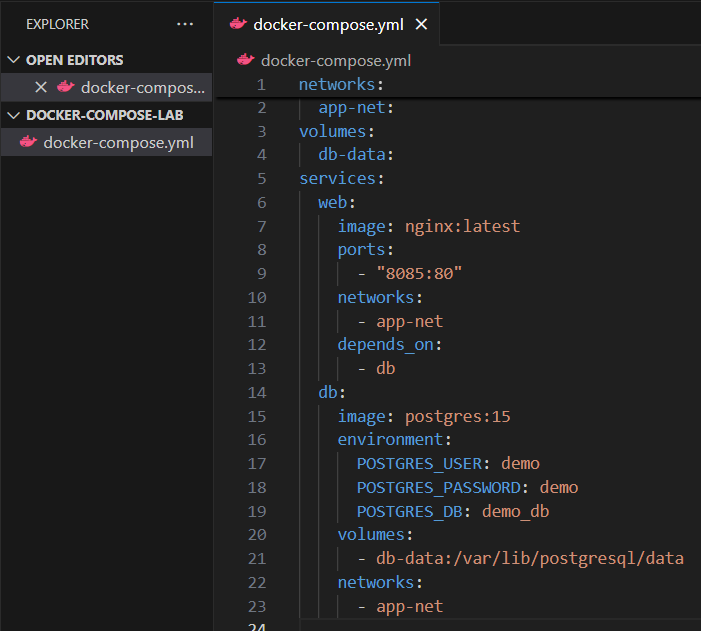 EXPLORER
···
OPEN EDITORS
docker-compos...
DOCKER-COMPOSE-LAB
docker-compose.yml
docker-compose.yml
docker-compose.yml
1 networks:
2   app-net:
3 volumes:
4   db-data:
5 services:
6   web:
7     image: nginx:latest
8     ports:
9       - "8085:80"
10     networks:
11       - app-net
12     depends_on:
13       - db
14   db:
15     image: postgres:15
16     environment:
17       POSTGRES_USER: demo
18       POSTGRES_PASSWORD: demo
19       POSTGRES_DB: demo_db
20     volumes:
21       - db-data:/var/lib/postgresql/data
22     networks:
23       - app-net
24